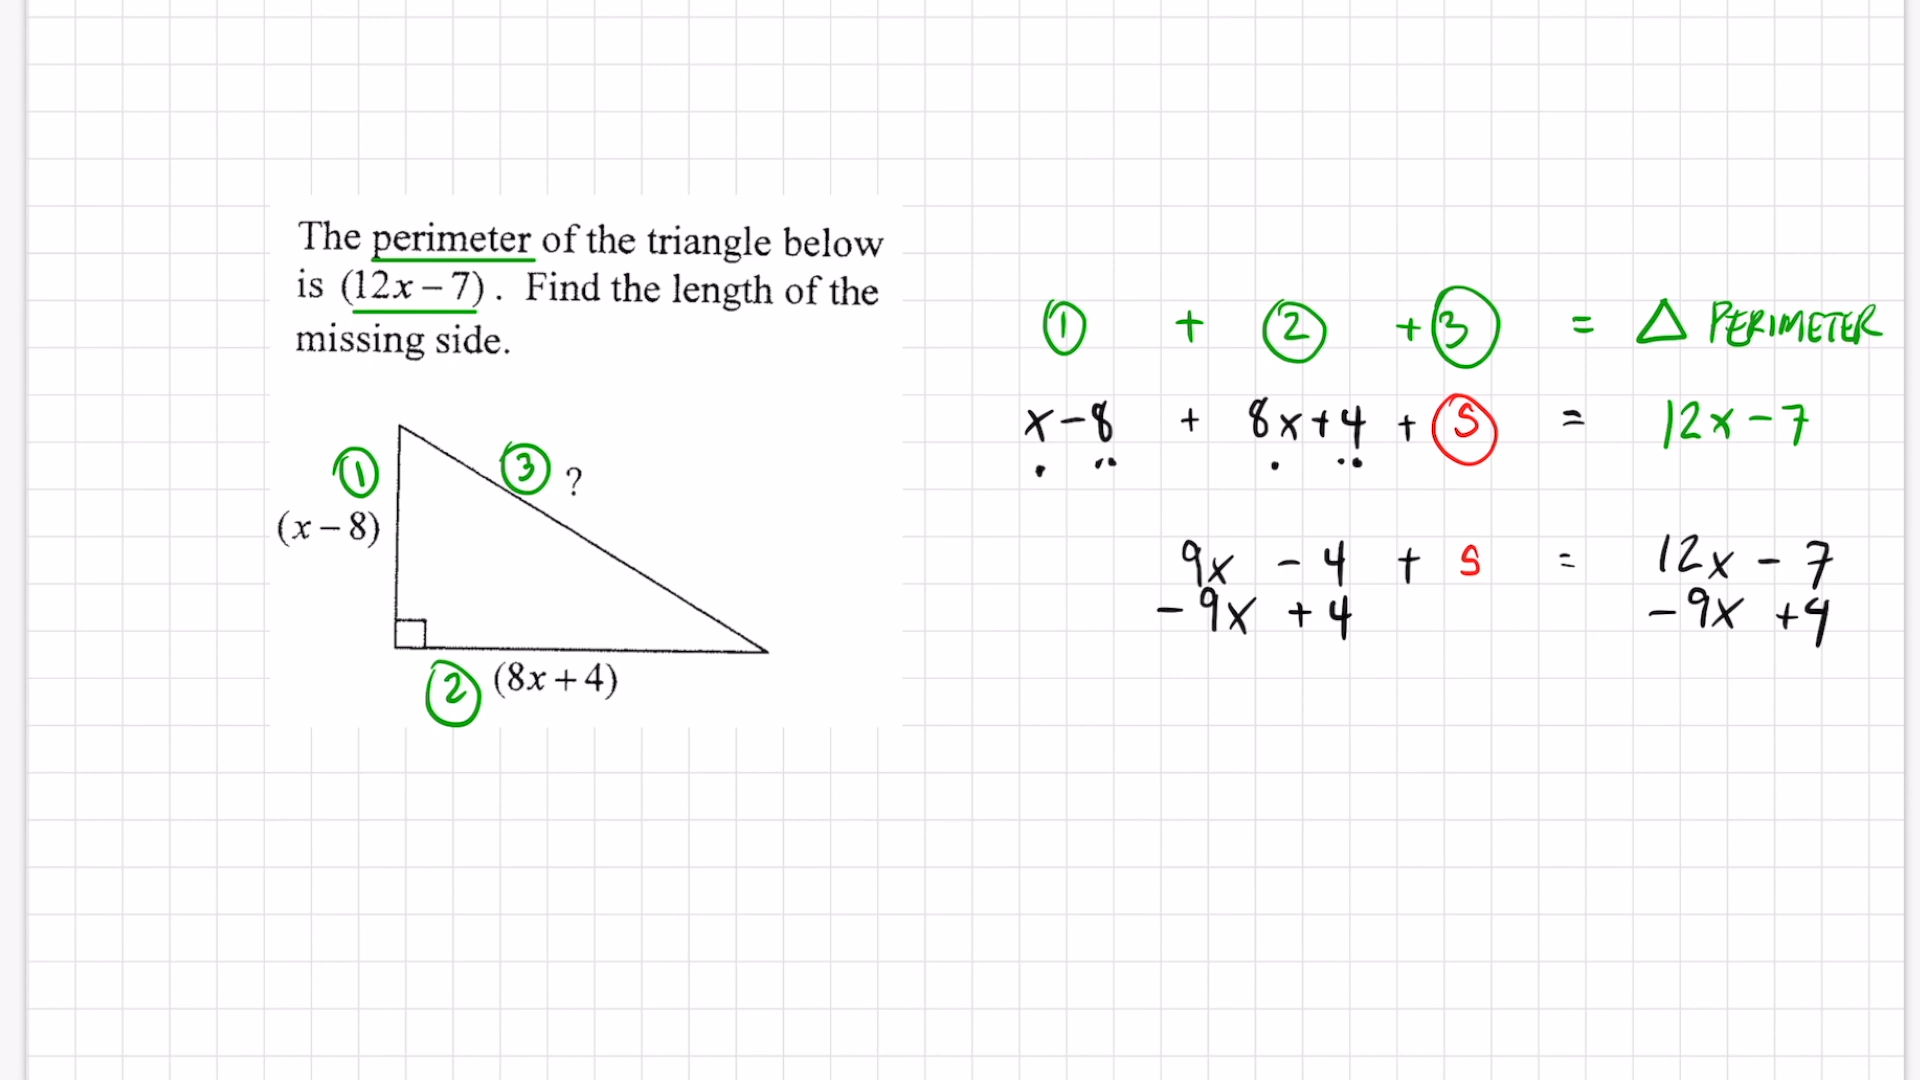 The perimeter of the triangle below
is (12x – 7). Find the length of the
missing side.
① + ② + ③ = △ PERIMETER
x – 8 + 8x + 4 + S = 12x – 7
① ③ ?
(x – 8)
9x – 4 + S = 12x – 7
– 9x + 4 – 9x + 4
② (8x + 4)